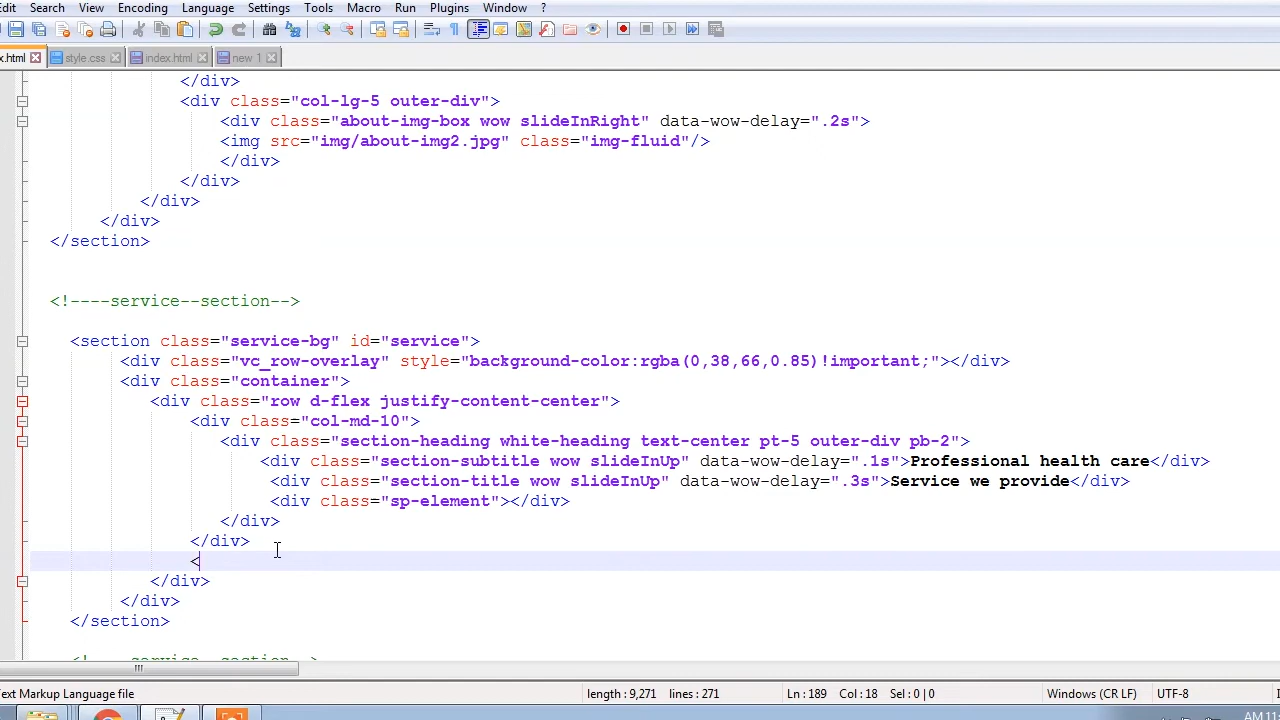 Edit Search View Encoding Language Settings Tools Macro Run Plugins Window ?
x.html style.css index.html new 1
</div>
<div class="col-lg-5 outer-div">
<div class="about-img-box wow slideInRight" data-wow-delay=".2s">
<img src="img/about-img2.jpg" class="img-fluid"/>
</div>
</div>
</div>
</div>
</section>
<!----service--section-->
<section class="service-bg" id="service">
<div class="vc_row-overlay" style="background-color:rgba(0,38,66,0.85)!important;"></div>
<div class="container">
<div class="row d-flex justify-content-center">
<div class="col-md-10">
<div class="section-heading white-heading text-center pt-5 outer-div pb-2">
<div class="section-subtitle wow slideInUp" data-wow-delay=".1s">Professional health care</div>
<div class="section-title wow slideInUp" data-wow-delay=".3s">Service we provide</div>
<div class="sp-element"></div>
</div>
</div>
<
</div>
</div>
</section>
ext Markup Language file length : 9,271 lines : 271 Ln : 189 Col : 18 Sel : 0 | 0 Windows (CR LF) UTF-8